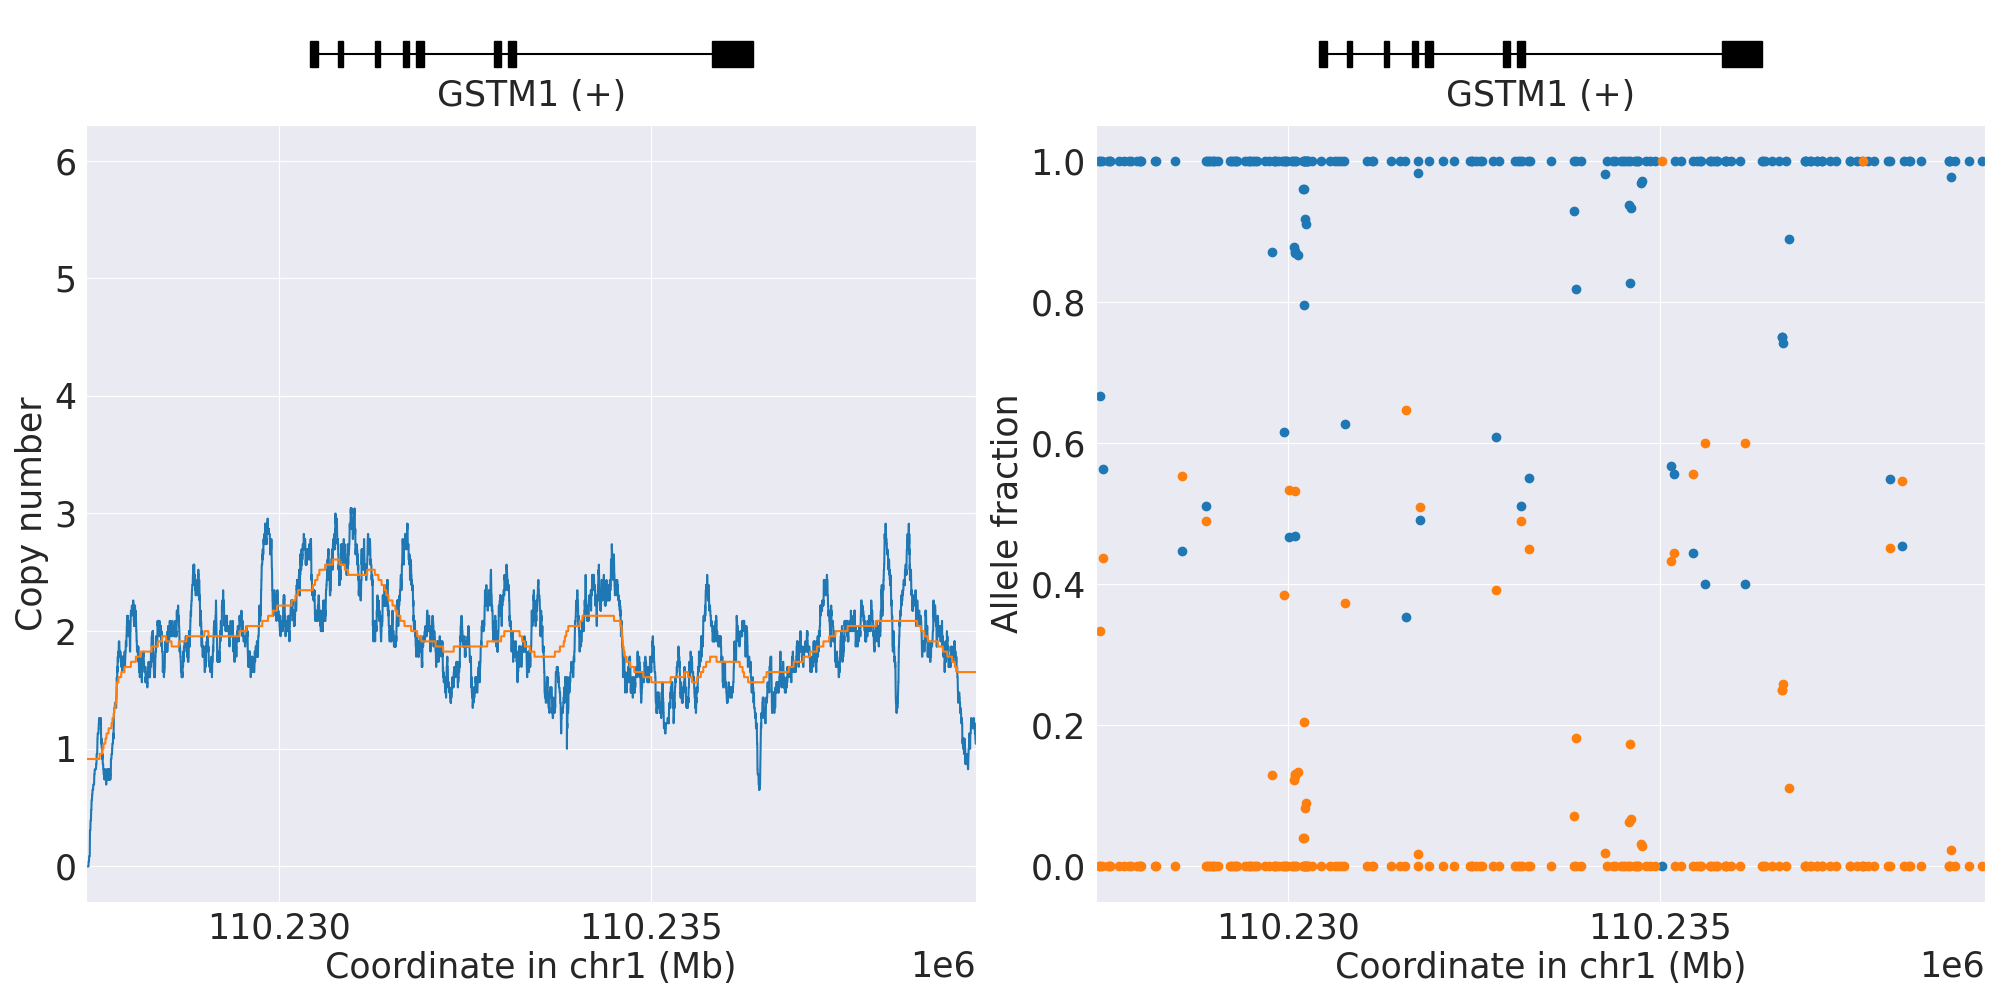 GSTM1 (+)
Copy number
6
5
4
3
2
1
0
110.230
110.235
Coordinate in chr1 (Mb)
1e6
GSTM1 (+)
Allele fraction
1.0
0.8
0.6
0.4
0.2
0.0
110.230
110.235
Coordinate in chr1 (Mb)
1e6